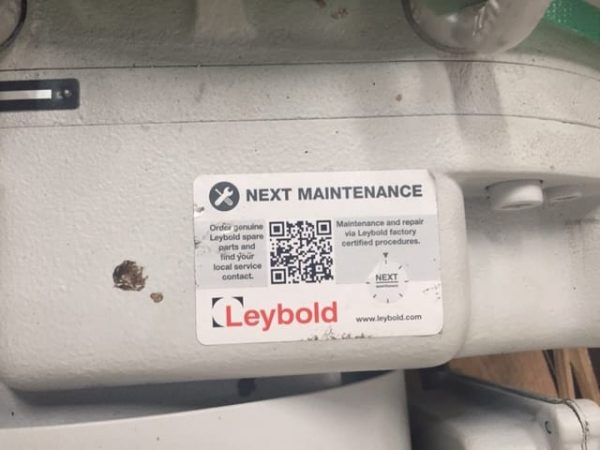 NEXT MAINTENANCE
Order genuine
Leybold spare
parts and
find your
local service
contact.
Maintenance and repair
via Leybold factory
certified procedures.
NEXT
Leybold
www.leybold.com